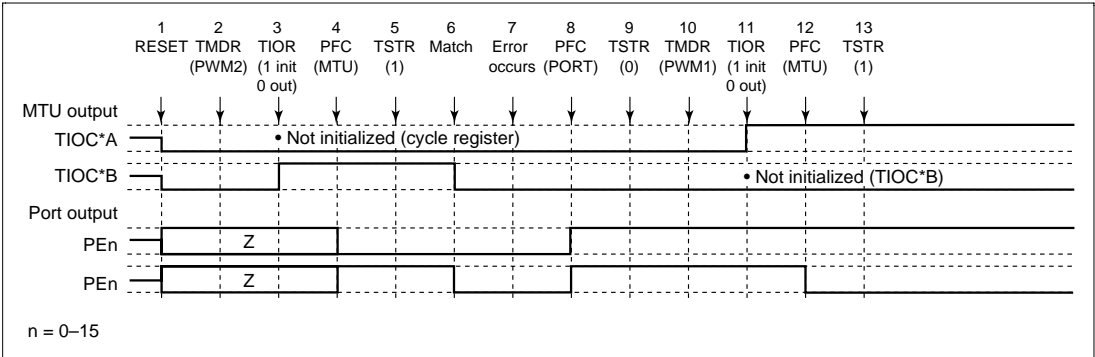 1 2 3 4 5 6 7 8 9 10 11 12 13
RESET TMDR TIOR PFC TSTR Match Error PFC TSTR TMDR TIOR PFC TSTR
(PWM2) (1 init (MTU) (1) occurs (PORT) (0) (PWM1) (1 init (MTU) (1)
0 out) 0 out)
MTU output
TIOC*A • Not initialized (cycle register)
TIOC*B • Not initialized (TIOC*B)
Port output
PEn Z
PEn Z
n = 0–15